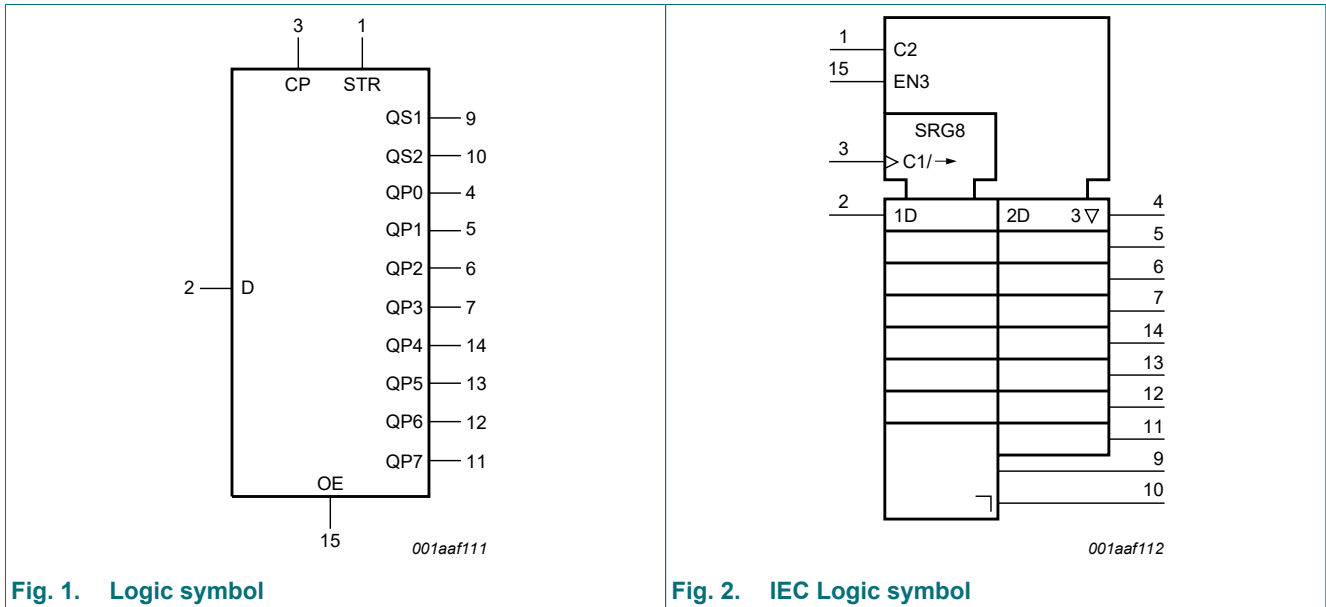 3 1
CP STR
QS1 9
QS2 10
QP0 4
QP1 5
QP2 6
2 D
QP3 7
QP4 14
QP5 13
QP6 12
QP7 11
OE
15
001aaf111
Fig. 1. Logic symbol
1 C2
15 EN3
SRG8
3 C1/→
2 1D 2D 3▽ 4
5
6
7
14
13
12
11
9
10
001aaf112
Fig. 2. IEC Logic symbol